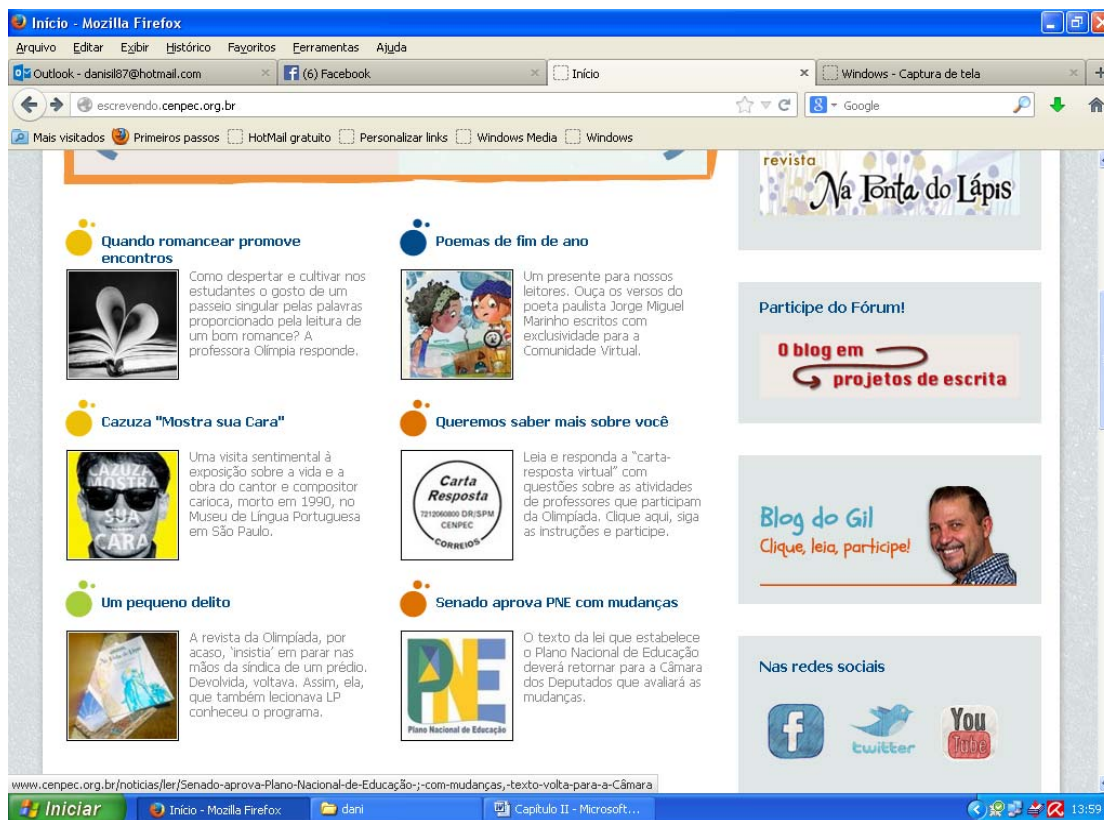 Início - Mozilla Firefox
Arquivo Editar Exibir Histórico Favoritos Ferramentas Ajuda
Outlook - danisil87@hotmail.com
(6) Facebook
Início
Windows - Captura de tela
escrevendo.cenpec.org.br
Google
Mais visitados Primeiros passos HotMail gratuito Personalizar links Windows Media Windows
revista
Na Ponta do Lápis
Quando romancear promove
encontros
Como despertar e cultivar nos
estudantes o gosto de um
passeio singular pelas palavras
proporcionado pela leitura de
um bom romance? A
professora Olímpia responde.
Poemas de fim de ano
Um presente para nossos
leitores. Ouça os versos do
poeta paulista Jorge Miguel
Marinho escritos com
exclusividade para a
Comunidade Virtual.
Participe do Fórum!
O blog em
projetos de escrita
Cazuza "Mostra sua Cara"
CAZUZA
MOSTRA
SUA
CARA
Uma visita sentimental à
exposição sobre a vida e a
obra do cantor e compositor
carioca, morto em 1990, no
Museu de Língua Portuguesa
em São Paulo.
Queremos saber mais sobre você
Carta
Resposta
7212060800 DR/SPM
CENPEC
CORREIOS
Leia e responda a "carta-
resposta virtual" com
questões sobre as atividades
de professores que participam
da Olimpíada. Clique aqui, siga
as instruções e participe.
Blog do Gil
Clique, leia, participe!
Um pequeno delito
A revista da Olimpíada, por
acaso, 'insistia' em parar nas
mãos da síndica de um prédio.
Devolvida, voltava. Assim, ela,
que também lecionava LP
conheceu o programa.
Senado aprova PNE com mudanças
PNE
Plano Nacional de Educação
O texto da lei que estabelece
o Plano Nacional de Educação
deverá retornar para a Câmara
dos Deputados que avaliará as
mudanças.
Nas redes sociais
f
twitter
You
Tube
www.cenpec.org.br/noticias/ler/Senado-aprova-Plano-Nacional-de-Educação-;-com-mudanças,-texto-volta-para-a-Câmara
Iniciar
Início - Mozilla Firefox
dani
Capítulo II - Microsoft...
13:59